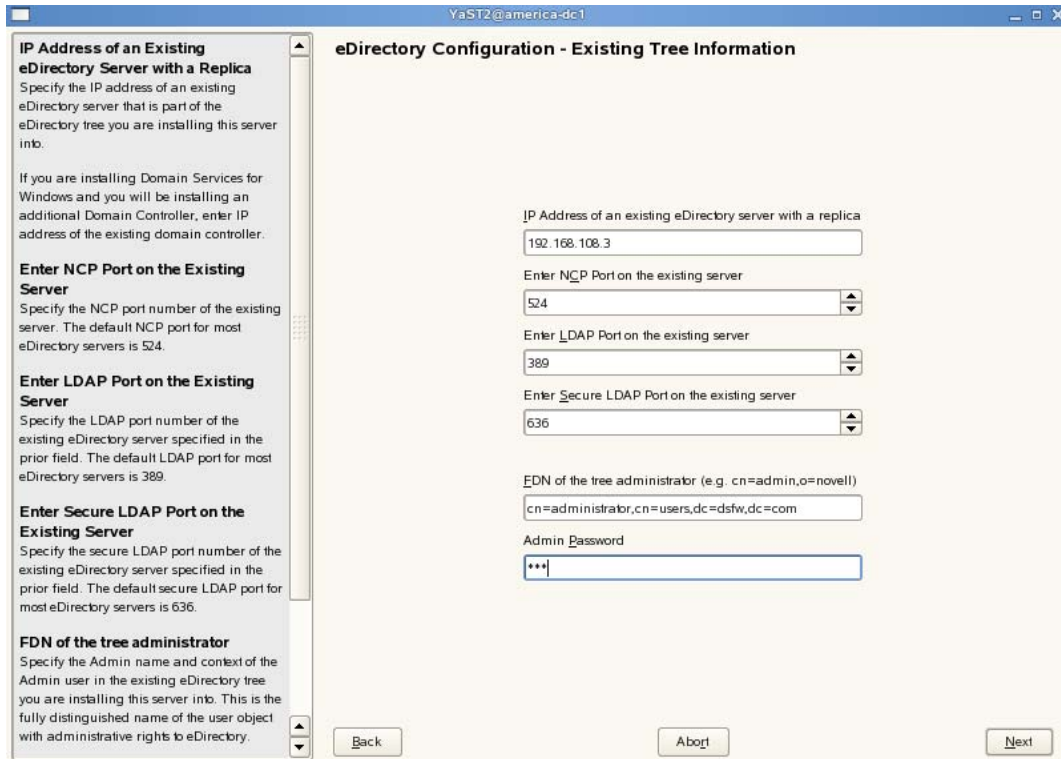 YaST2@america-dc1
IP Address of an Existing
eDirectory Server with a Replica
Specify the IP address of an existing
eDirectory server that is part of the
eDirectory tree you are installing this server
into.
If you are installing Domain Services for
Windows and you will be installing an
additional Domain Controller, enter IP
address of the existing domain controller.
Enter NCP Port on the Existing
Server
Specify the NCP port number of the existing
server. The default NCP port for most
eDirectory servers is 524.
Enter LDAP Port on the Existing
Server
Specify the LDAP port number of the
existing eDirectory server specified in the
prior field. The default LDAP port for most
eDirectory servers is 389.
Enter Secure LDAP Port on the
Existing Server
Specify the secure LDAP port number of the
existing eDirectory server specified in the
prior field. The default secure LDAP port for
most eDirectory servers is 636.
FDN of the tree administrator
Specify the Admin name and context of the
Admin user in the existing eDirectory tree
you are installing this server into. This is the
fully distinguished name of the user object
with administrative rights to eDirectory.
eDirectory Configuration - Existing Tree Information
IP Address of an existing eDirectory server with a replica
192.168.108.3
Enter NCP Port on the existing server
524
Enter LDAP Port on the existing server
389
Enter Secure LDAP Port on the existing server
636
FDN of the tree administrator (e.g. cn=admin,o=novell)
cn=administrator,cn=users,dc=dsfw,dc=com
Admin Password
***
Back
Abort
Next